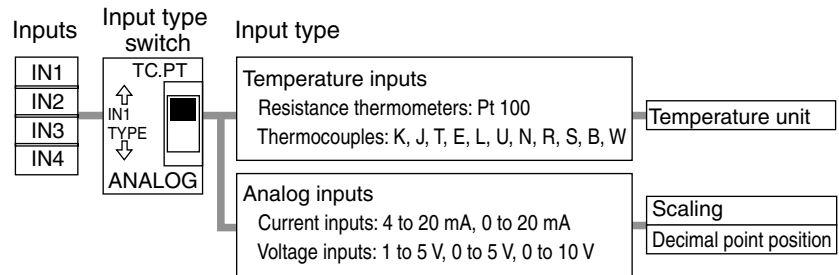 Inputs
Input type
switch
Input type
IN1
IN2
IN3
IN4
TC.PT
IN1
TYPE
ANALOG
Temperature inputs
Resistance thermometers: Pt 100
Thermocouples: K, J, T, E, L, U, N, R, S, B, W
Temperature unit
Analog inputs
Current inputs: 4 to 20 mA, 0 to 20 mA
Voltage inputs: 1 to 5 V, 0 to 5 V, 0 to 10 V
Scaling
Decimal point position